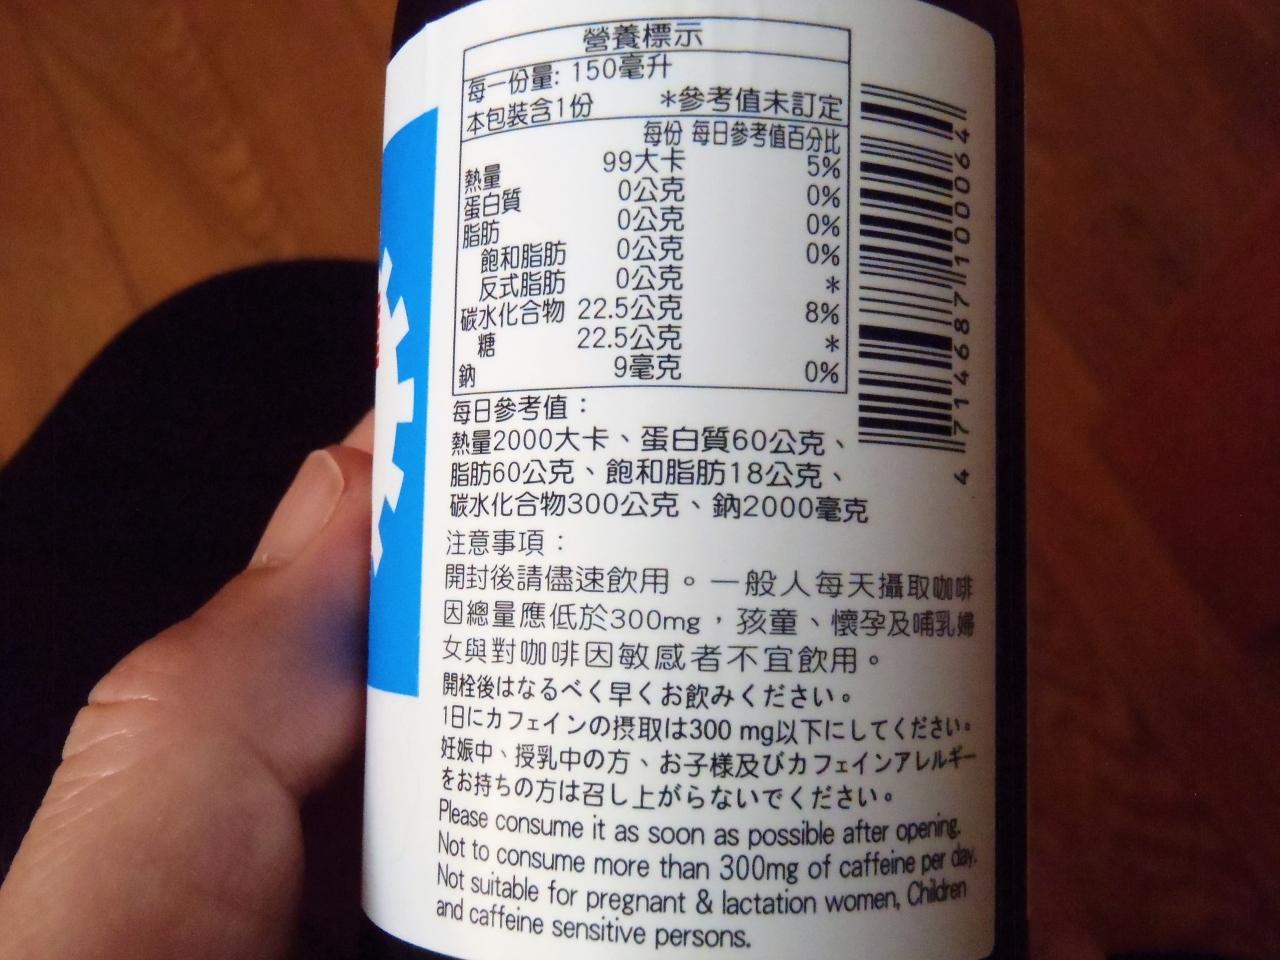 營養標示
每一份量: 150毫升
本包裝含1份 *參考值未訂定
每份 每日參考值百分比
熱量 99大卡 5%
蛋白質 0公克 0%
脂肪 0公克 0%
飽和脂肪 0公克 0%
反式脂肪 0公克 *
碳水化合物 22.5公克 8%
糖 22.5公克 *
鈉 9毫克 0%
每日參考值：
熱量2000大卡、蛋白質60公克、
脂肪60公克、飽和脂肪18公克、
碳水化合物300公克、鈉2000毫克
注意事項：
開封後請儘速飲用。一般人每天攝取咖啡
因總量應低於300mg，孩童、懷孕及哺乳婦
女與對咖啡因敏感者不宜飲用。
開栓後はなるべく早くお飲みください。
1日にカフェインの摂取は300 mg以下にしてください。
妊娠中、授乳中の方、お子様及びカフェインアレルギー
をお持ちの方は召し上がらないでください。
Please consume it as soon as possible after opening.
Not to consume more than 300mg of caffeine per day.
Not suitable for pregnant & lactation women, Children
and caffeine sensitive persons.
4 714687 100064